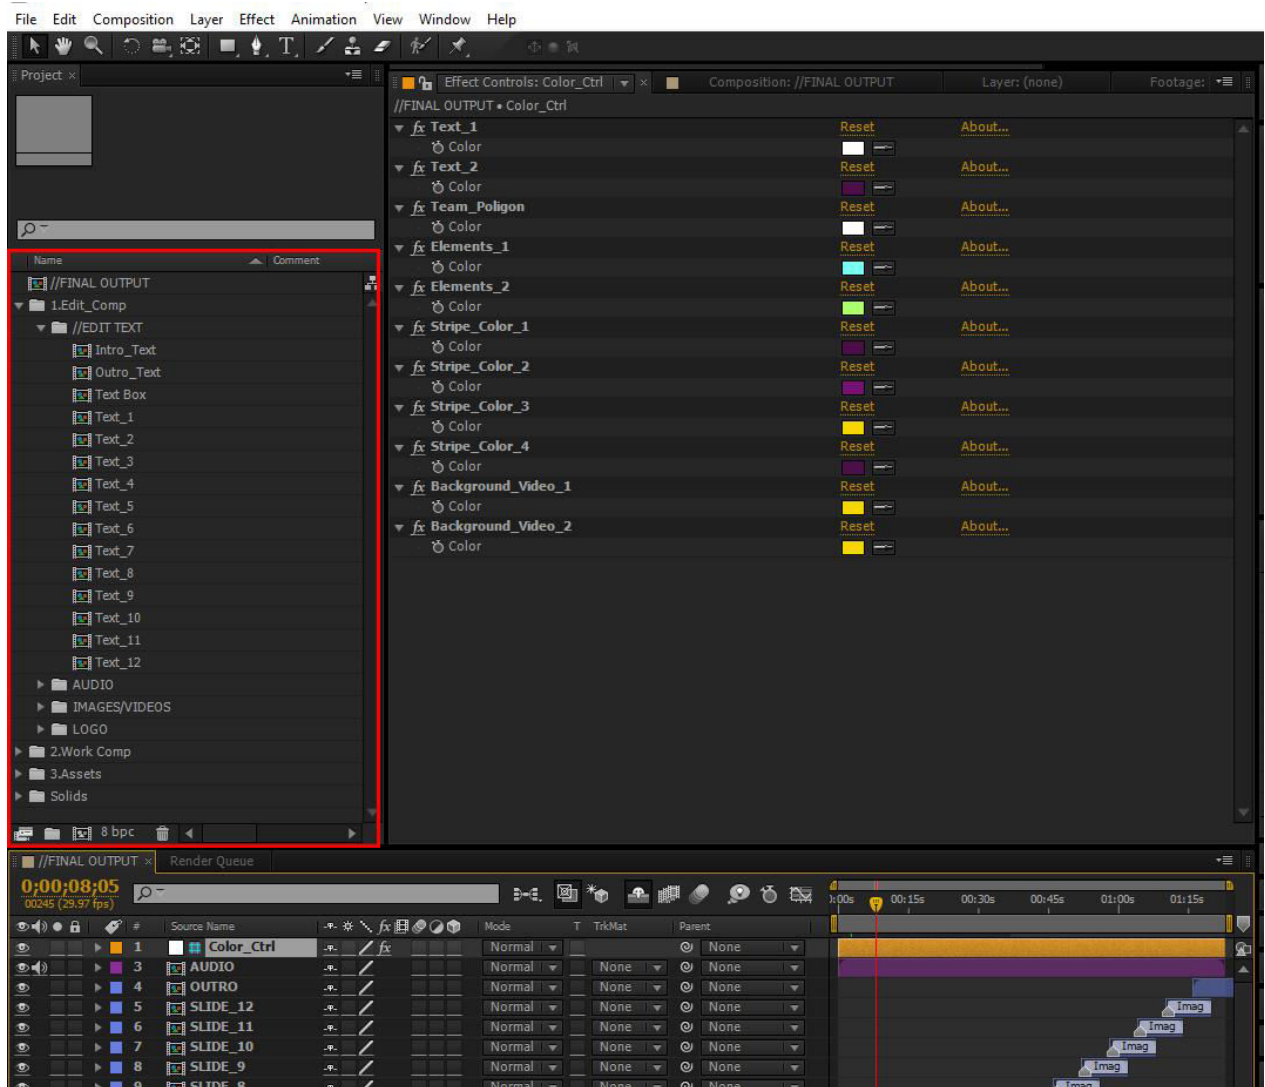 File Edit Composition Layer Effect Animation View Window Help
Project ×
Effect Controls: Color_Ctrl × Composition: //FINAL OUTPUT Layer: (none) Footage:
//FINAL OUTPUT • Color_Ctrl
fx Text_1 Reset About...
Color
fx Text_2 Reset About...
Color
fx Team_Poligon Reset About...
Color
fx Elements_1 Reset About...
Color
fx Elements_2 Reset About...
Color
fx Stripe_Color_1 Reset About...
Color
fx Stripe_Color_2 Reset About...
Color
fx Stripe_Color_3 Reset About...
Color
fx Stripe_Color_4 Reset About...
Color
fx Background_Video_1 Reset About...
Color
fx Background_Video_2 Reset About...
Color
Name Comment
//FINAL OUTPUT
1.Edit_Comp
//EDIT TEXT
Intro_Text
Outro_Text
Text Box
Text_1
Text_2
Text_3
Text_4
Text_5
Text_6
Text_7
Text_8
Text_9
Text_10
Text_11
Text_12
AUDIO
IMAGES/VIDEOS
LOGO
2.Work Comp
3.Assets
Solids
8 bpc
//FINAL OUTPUT × Render Queue
0;00;08;05
00245 (29.97 fps)
):00s 00:15s 00:30s 00:45s 01:00s 01:15s
# Source Name fx Mode T TrkMat Parent
1 Color_Ctrl fx Normal None
3 AUDIO Normal None None
4 OUTRO Normal None None
5 SLIDE_12 Normal None None Imag
6 SLIDE_11 Normal None None Imag
7 SLIDE_10 Normal None None Imag
8 SLIDE_9 Normal None None Imag
9 SLIDE_8 Normal None None Imag